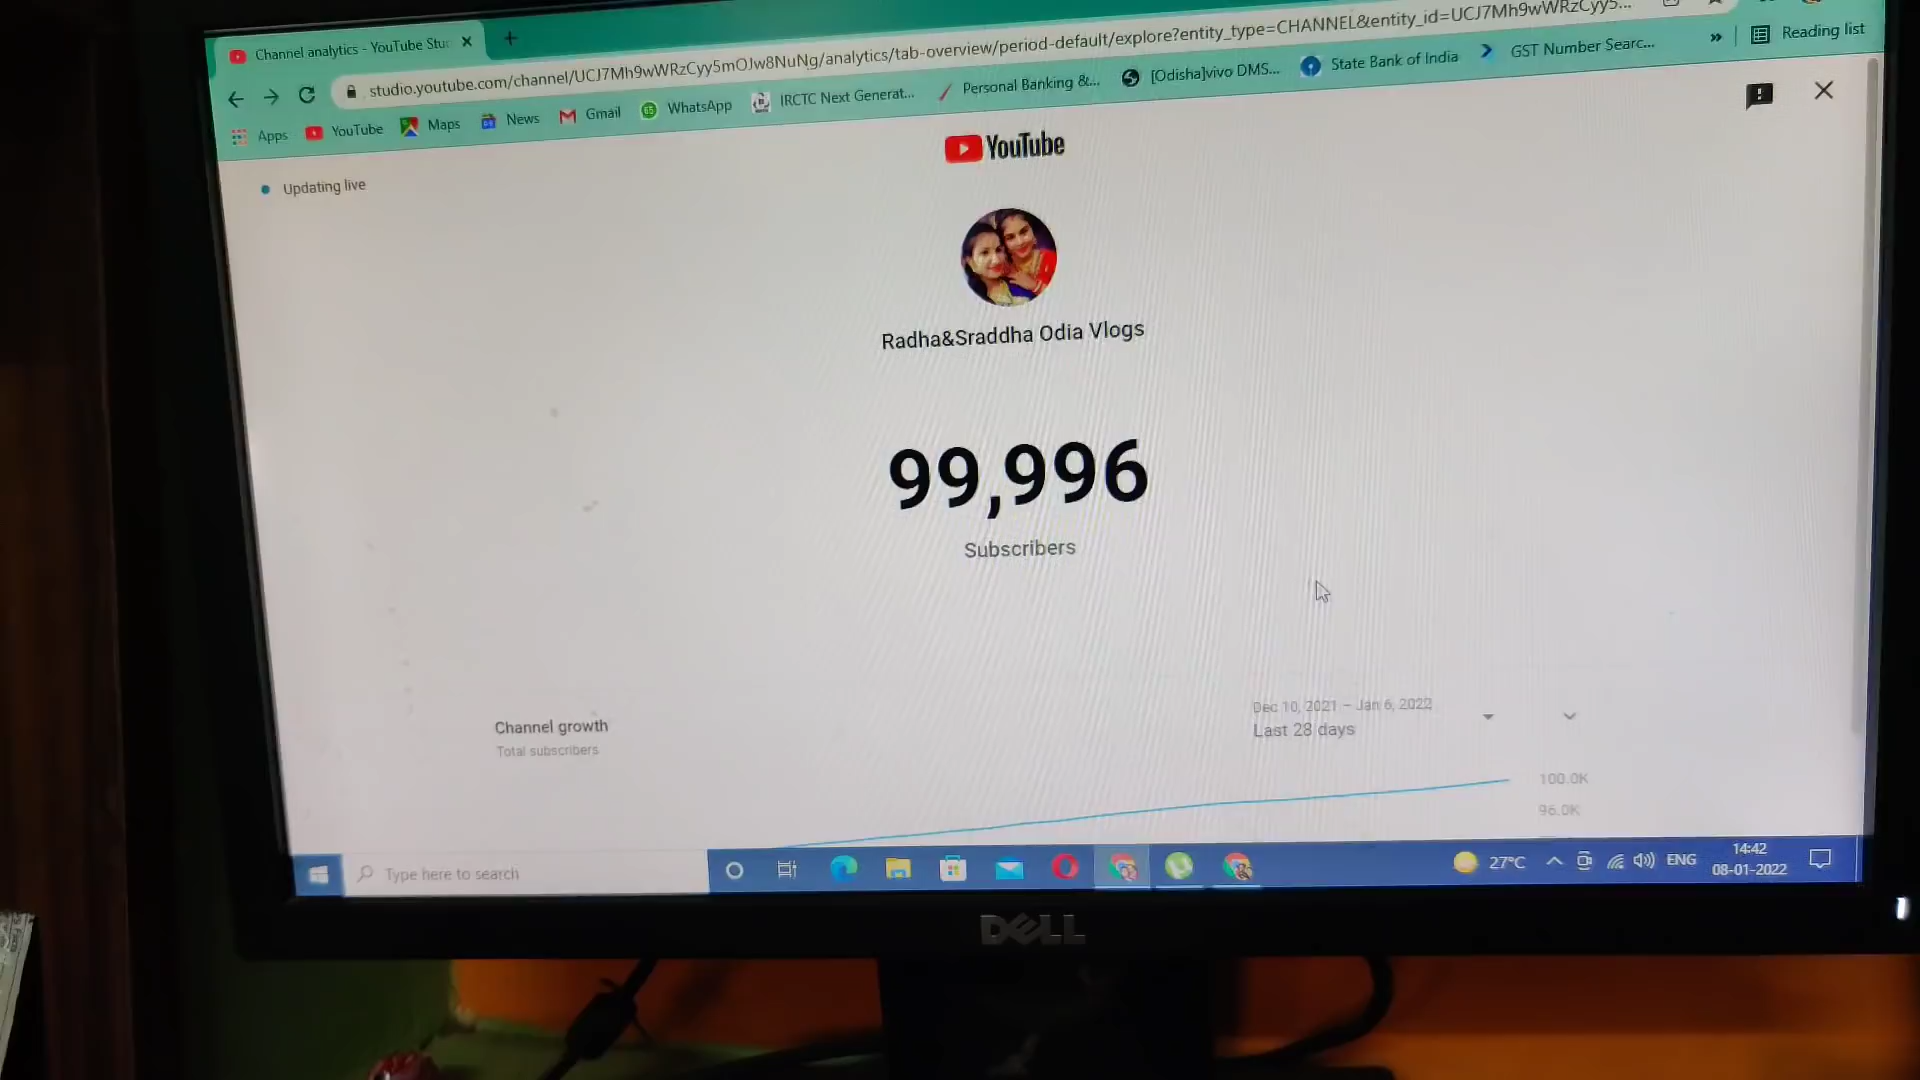 Channel analytics - YouTube Stu
studio.youtube.com/channel/UCJ7Mh9wWRzCyy5mOJw8NuNg/analytics/tab-overview/period-default/explore?entity_type=CHANNEL&entity_id=UCJ7Mh9wWRzCyy5...
Apps YouTube Maps News Gmail WhatsApp IRCTC Next Generat... Personal Banking &... [Odisha]vivo DMS... State Bank of India GST Number Searc... » Reading list
YouTube
Updating live
Radha&Sraddha Odia Vlogs
99,996
Subscribers
Channel growth
Total subscribers
Dec 10, 2021 – Jan 6, 2022
Last 28 days
100.0K
96.0K
Type here to search
27°C ENG
14:42
08-01-2022
DELL